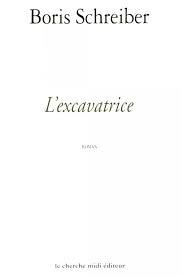 Boris Schreiber
L'excavatrice
ROMAN
le cherche midi éditeur